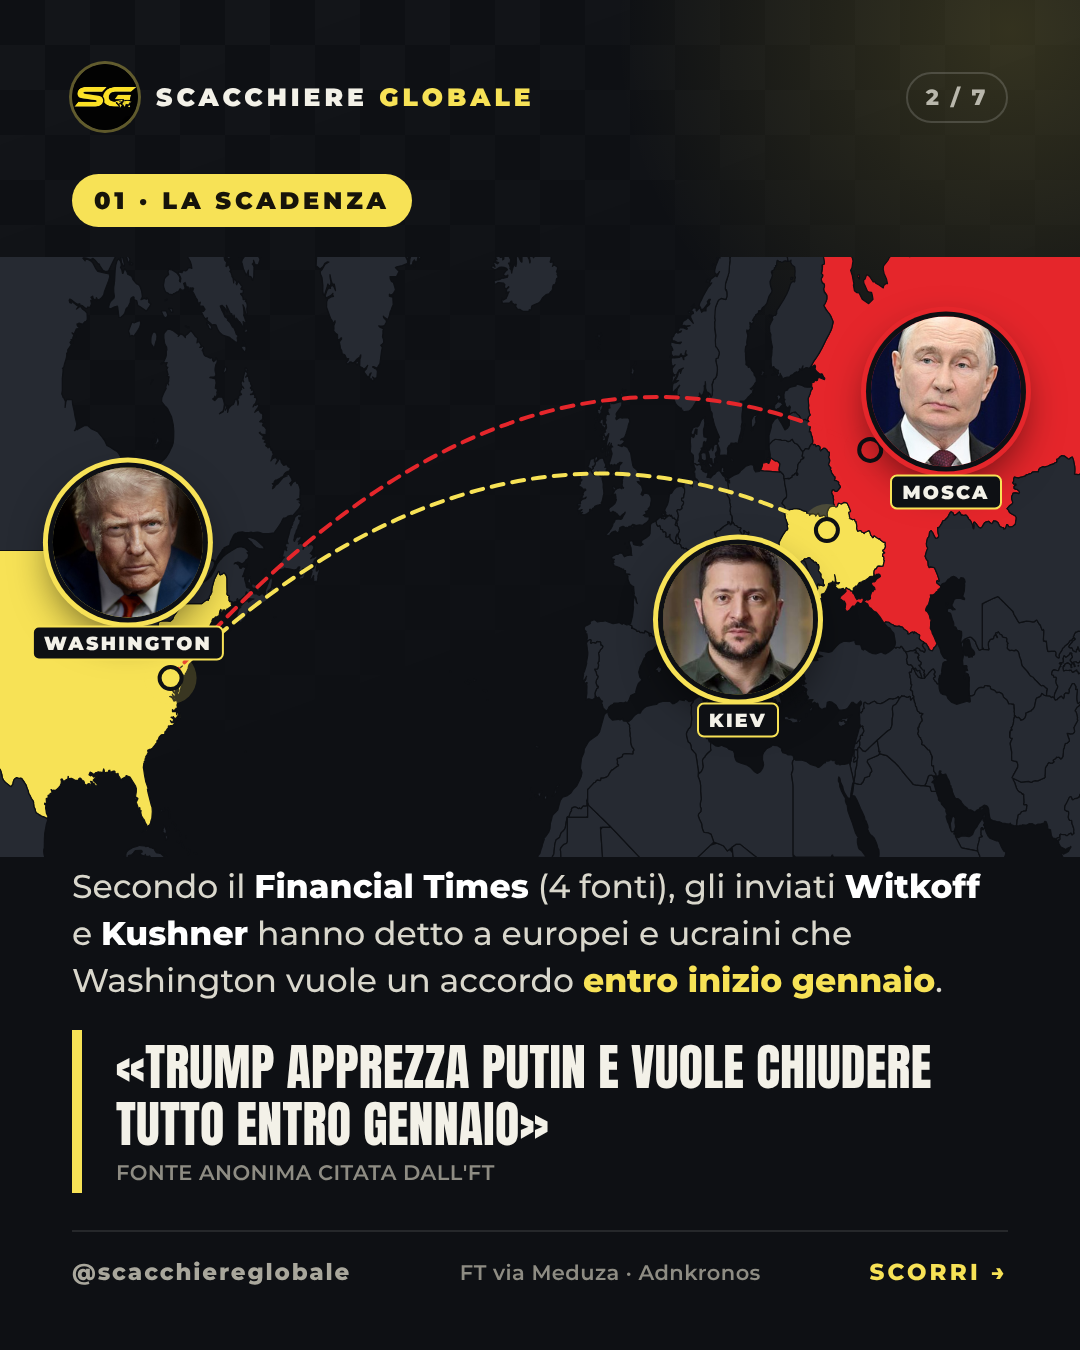 SG
SCACCHIERE GLOBALE
2 / 7
01 • LA SCADENZA
MOSCA
WASHINGTON
KIEV
Secondo il Financial Times (4 fonti), gli inviati Witkoff
e Kushner hanno detto a europei e ucraini che
Washington vuole un accordo entro inizio gennaio.
«TRUMP APPREZZA PUTIN E VUOLE CHIUDERE
TUTTO ENTRO GENNAIO»
FONTE ANONIMA CITATA DALL'FT
@scacchiereglobale
FT via Meduza · Adnkronos
SCORRI →